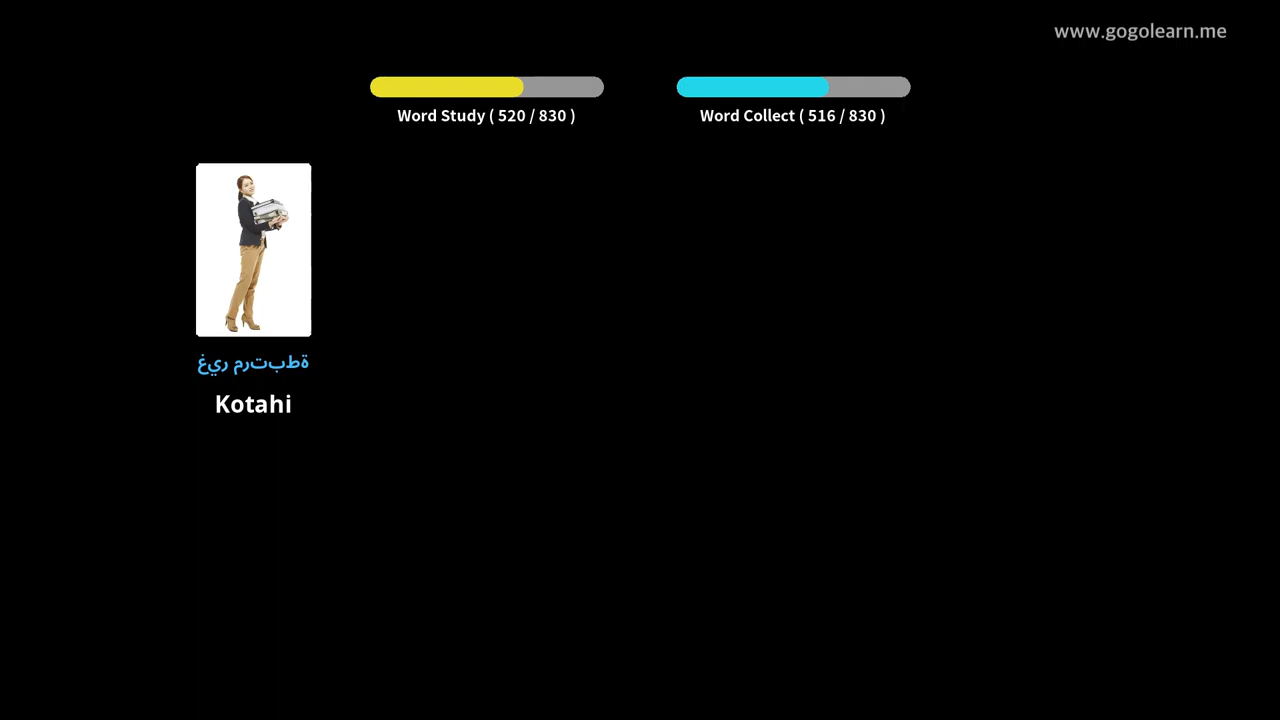 www.gogolearn.me
Word Study ( 520 / 830 )
Word Collect ( 516 / 830 )
غير مرتبطة
Kotahi